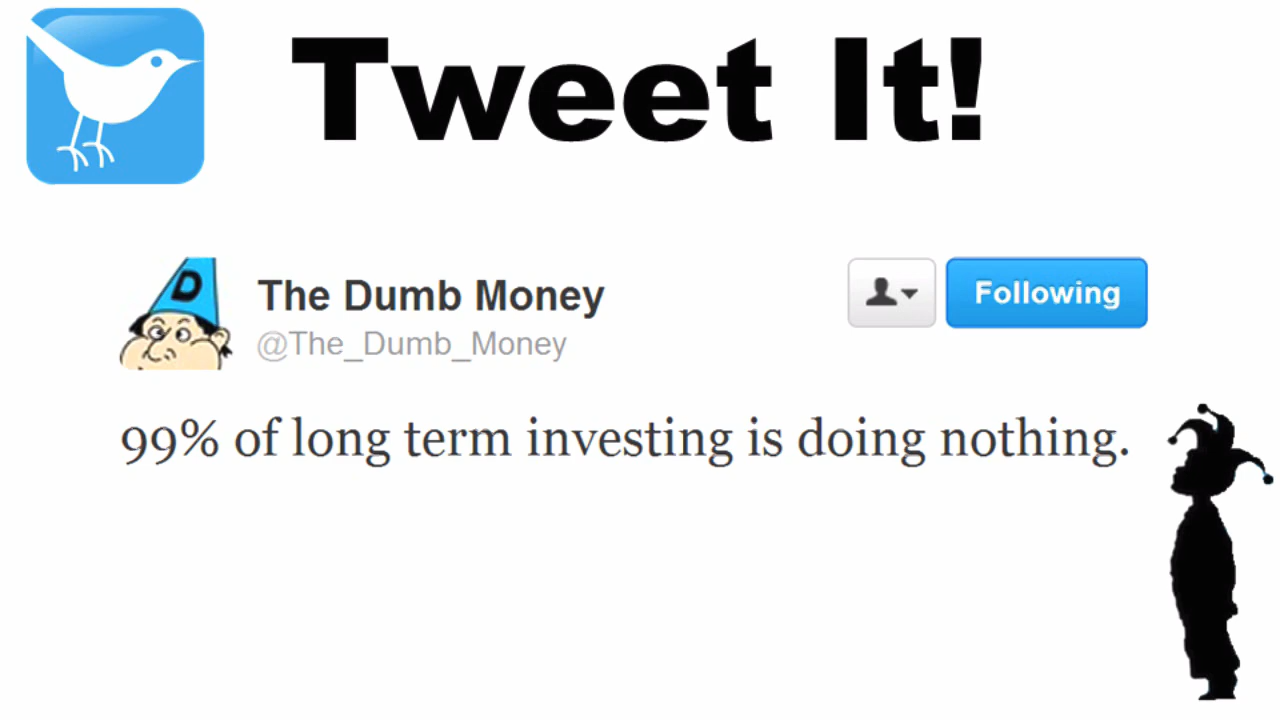 Tweet It!
D
The Dumb Money
Following
@The_Dumb_Money
99% of long term investing is doing nothing.